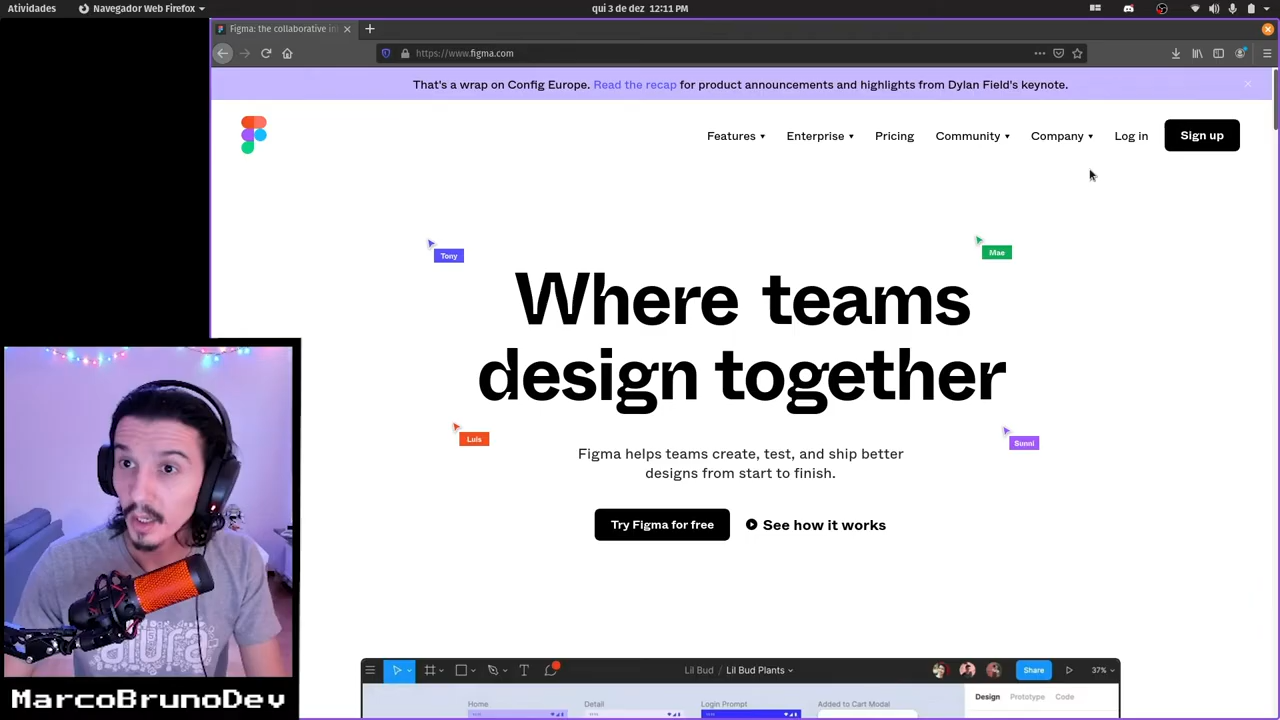 Atividades
Navegador Web Firefox
qui 3 de dez 12:11 PM
Figma: the collaborative in
https://www.figma.com
That's a wrap on Config Europe. Read the recap for product announcements and highlights from Dylan Field's keynote.
Features
Enterprise
Pricing
Community
Company
Log in
Sign up
Tony
Mae
Where teams
design together
Luis
Sunni
Figma helps teams create, test, and ship better
designs from start to finish.
Try Figma for free
See how it works
Lil Bud / Lil Bud Plants
Share
37%
Design
Prototype
Code
Home
Detail
Login Prompt
Added to Cart Modal
alura
MarcoBrunoDev